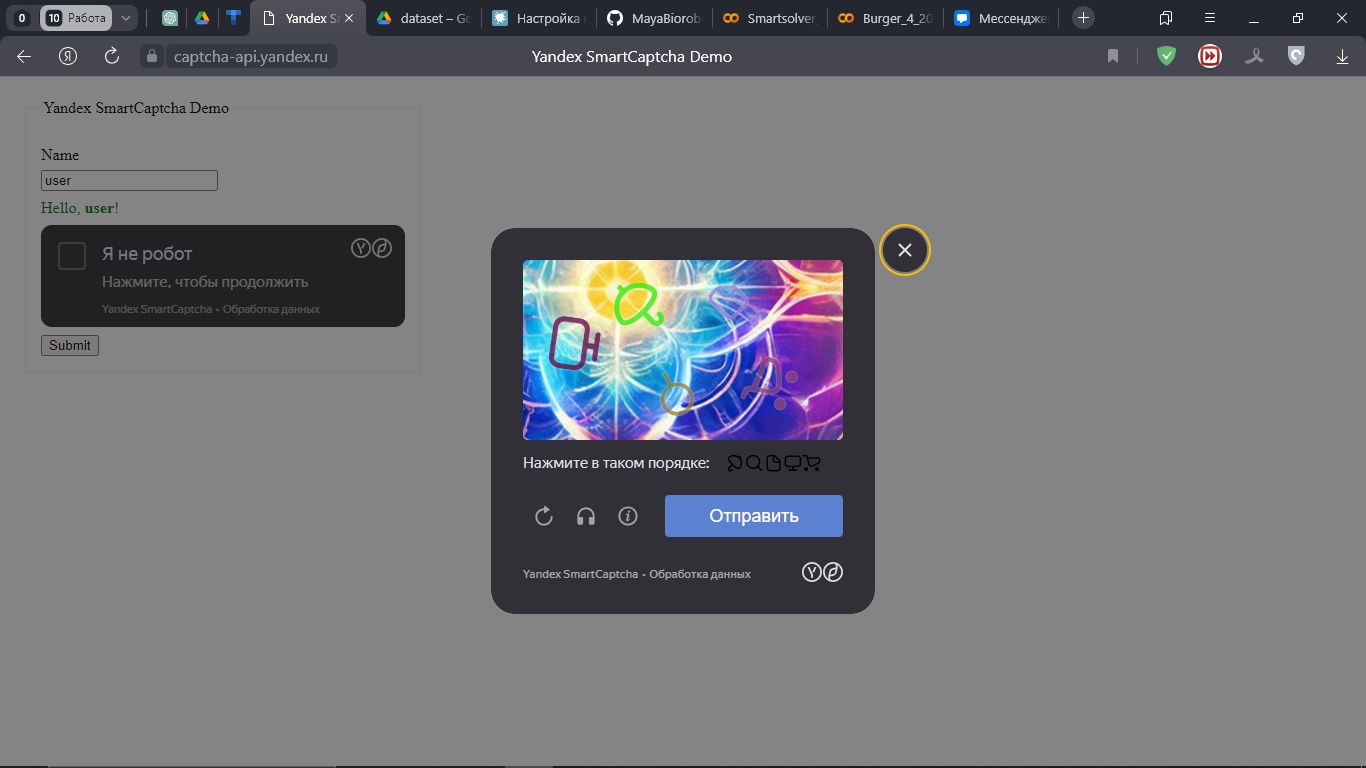 0
10 Работа
Yandex S
dataset – Go
Настройка
MayaBiorob
Smartsolver
Burger_4_20
Мессендже
captcha-api.yandex.ru
Yandex SmartCaptcha Demo
Yandex SmartCaptcha Demo
Name
user
Hello, user!
Я не робот
Нажмите, чтобы продолжить
Yandex SmartCaptcha • Обработка данных
Submit
Нажмите в таком порядке:
Отправить
Yandex SmartCaptcha • Обработка данных